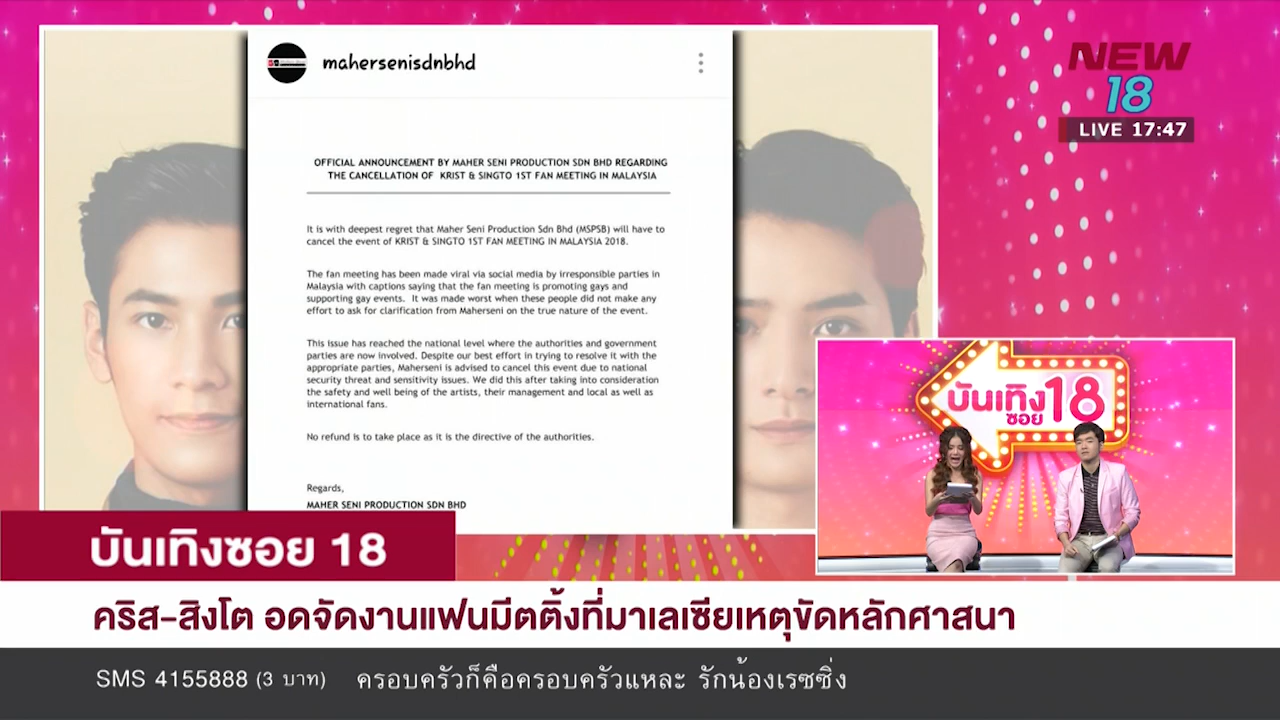 mahersenisdnbhd
OFFICIAL ANNOUNCEMENT BY MAHER SENI PRODUCTION SDN BHD REGARDING
THE CANCELLATION OF KRIST & SINGTO 1ST FAN MEETING IN MALAYSIA
It is with deepest regret that Maher Seni Production Sdn Bhd (MSPSB) will have to
cancel the event of KRIST & SINGTO 1ST FAN MEETING IN MALAYSIA 2018.
The fan meeting has been made viral via social media by irresponsible parties in
Malaysia with captions saying that the fan meeting is promoting gays and
supporting gay events. It was made worst when these people did not make any
effort to ask for clarification from Maherseni on the true nature of the event.
This issue has reached the national level where the authorities and government
parties are now involved. Despite our best effort in trying to resolve it with the
appropriate parties, Maherseni is advised to cancel this event due to national
security threat and sensitivity issues. We did this after taking into consideration
the safety and well being of the artists, their management and local as well as
international fans.
No refund is to take place as it is the directive of the authorities.
Regards,
MAHER SENI PRODUCTION SDN BHD
NEW
18
LIVE 17:47
บันเทิง
ซอย
18
บันเทิงซอย 18
คริส-สิงโต อดจัดงานแฟนมีตติ้งที่มาเลเซียเหตุขัดหลักศาสนา
SMS 4155888 (3 บาท) ครอบครัวก็คือครอบครัวแหละ รักน้องเรซซิ่ง